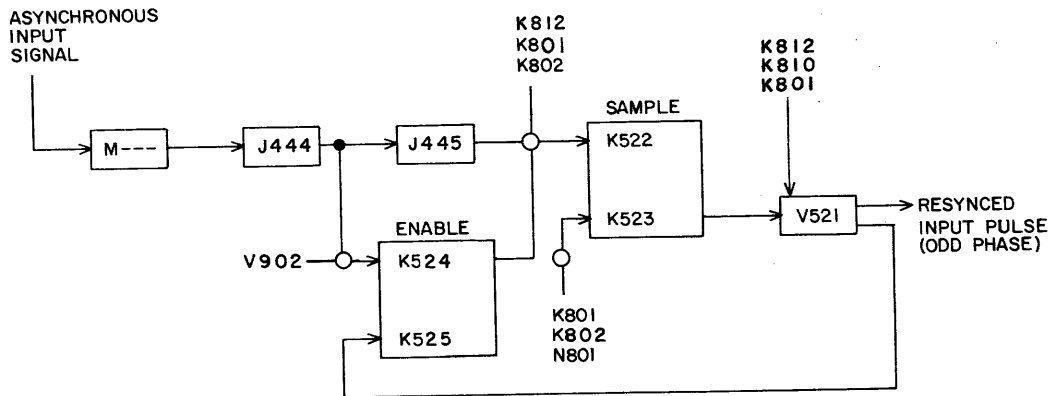 ASYNCHRONOUS
INPUT
SIGNAL
K812
K801
K802
K812
K810
K801
SAMPLE
M---
J444
J445
K522
K523
V521
RESYNCED
INPUT PULSE
(ODD PHASE)
ENABLE
V902
K524
K525
K801
K802
N801